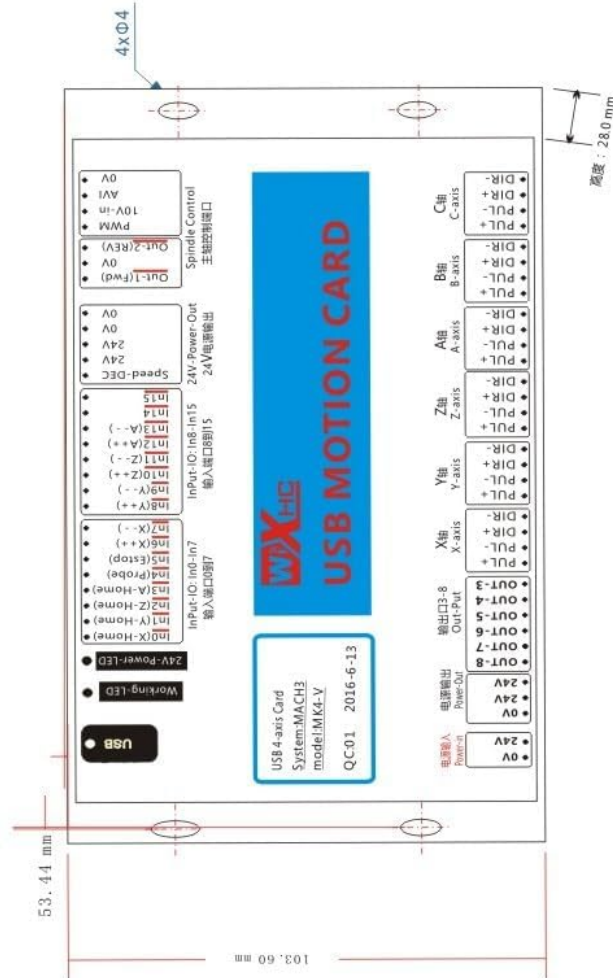 4xΦ4
高度：28.0 mm
53.44 mm
103.60 mm
USB
Working-LED
24V-Power-LED
In0(X-Home)
In1(Y-Home)
In2(Z-Home)
In3(A-Home)
In4(Probe)
In5(Estop)
In6(X++)
In7(X--)
InPut-IO: In0-In7
输入端口0到7
In8(Y++)
In9(Y--)
In10(Z++)
In11(Z--)
In12(A++)
In13(A--)
In14
In15
InPut-IO: In8-In15
输入端口8到15
Speed-DEC
24V
24V
0V
0V
24V-Power-Out
24V电源输出
Out-1(Fwd)
0V
Out-2(REV)
PWM
10V-in
AVI
0V
Spindle Control
主轴控制端口
USB 4-axis Card
System:MACH3
model:MK4-V
QC:01 2016-6-13
WXHC
USB MOTION CARD
电源输入
Power-in
0V
24V
电源输出
Power-Out
0V
24V
24V
输出口3-8
Out-Put
OUT-8
OUT-7
OUT-6
OUT-5
OUT-4
OUT-3
X轴
X-axis
PUL+
PUL-
DIR+
DIR-
Y轴
Y-axis
PUL+
PUL-
DIR+
DIR-
Z轴
Z-axis
PUL+
PUL-
DIR+
DIR-
A轴
A-axis
PUL+
PUL-
DIR+
DIR-
B轴
B-axis
PUL+
PUL-
DIR+
DIR-
C轴
C-axis
PUL+
PUL-
DIR+
DIR-